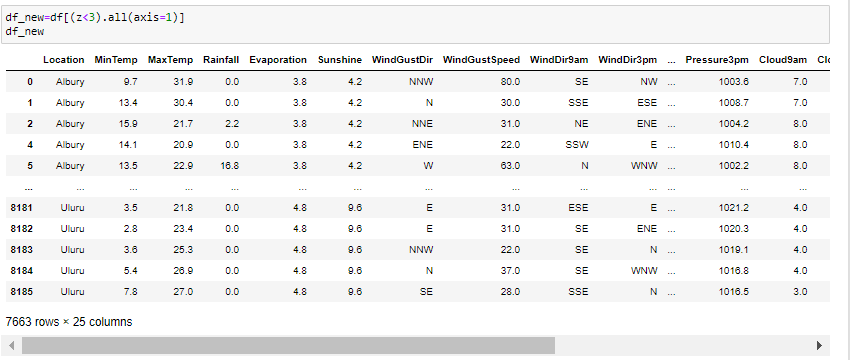 df_new=df[(z<3).all(axis=1)]
df_new
Location MinTemp MaxTemp Rainfall Evaporation Sunshine WindGustDir WindGustSpeed WindDir9am WindDir3pm ... Pressure3pm Cloud9am Clo
0 Albury 9.7 31.9 0.0 3.8 4.2 NNW 80.0 SE NW ... 1003.6 7.0
1 Albury 13.4 30.4 0.0 3.8 4.2 N 30.0 SSE ESE ... 1008.7 7.0
2 Albury 15.9 21.7 2.2 3.8 4.2 NNE 31.0 NE ENE ... 1004.2 8.0
4 Albury 14.1 20.9 0.0 3.8 4.2 ENE 22.0 SSW E ... 1010.4 8.0
5 Albury 13.5 22.9 16.8 3.8 4.2 W 63.0 N WNW ... 1002.2 8.0
... ... ... ... ... ... ... ... ... ... ... ... ... ...
8181 Uluru 3.5 21.8 0.0 4.8 9.6 E 31.0 ESE E ... 1021.2 4.0
8182 Uluru 2.8 23.4 0.0 4.8 9.6 E 31.0 SE ENE ... 1020.3 4.0
8183 Uluru 3.6 25.3 0.0 4.8 9.6 NNW 22.0 SE N ... 1019.1 4.0
8184 Uluru 5.4 26.9 0.0 4.8 9.6 N 37.0 SE WNW ... 1016.8 4.0
8185 Uluru 7.8 27.0 0.0 4.8 9.6 SE 28.0 SSE N ... 1016.5 3.0
7663 rows × 25 columns